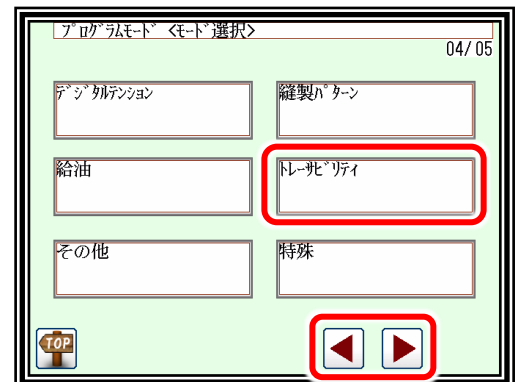 ﾌﾟﾛｸﾞﾗﾑﾓｰﾄﾞ <ﾓｰﾄﾞ選択>
04/05
ﾃﾞｼﾞﾀﾙﾃﾝｼｮﾝ
縫製ﾊﾟﾀｰﾝ
給油
ﾄﾚｰｻﾋﾞﾘﾃｨ
その他
特殊
TOP